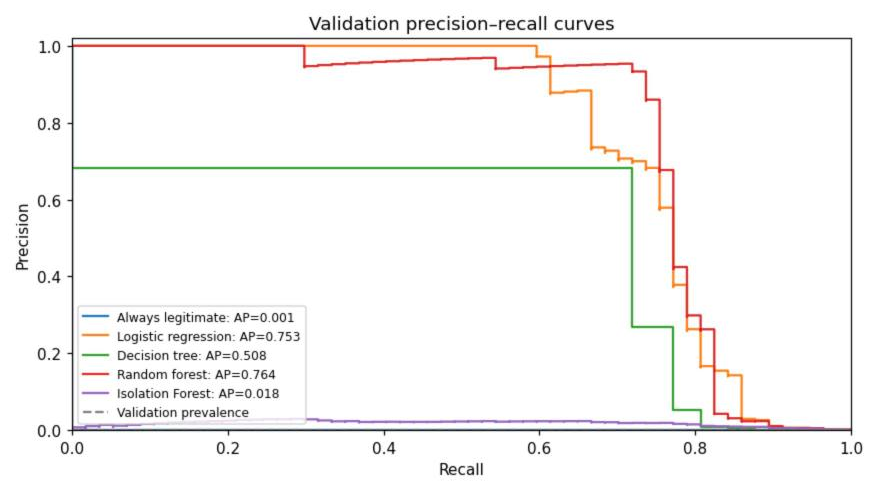 Validation precision–recall curves
1.0
0.8
0.6
0.4
0.2
0.0
Precision
Always legitimate: AP=0.001
Logistic regression: AP=0.753
Decision tree: AP=0.508
Random forest: AP=0.764
Isolation Forest: AP=0.018
Validation prevalence
0.0 0.2 0.4 0.6 0.8 1.0
Recall